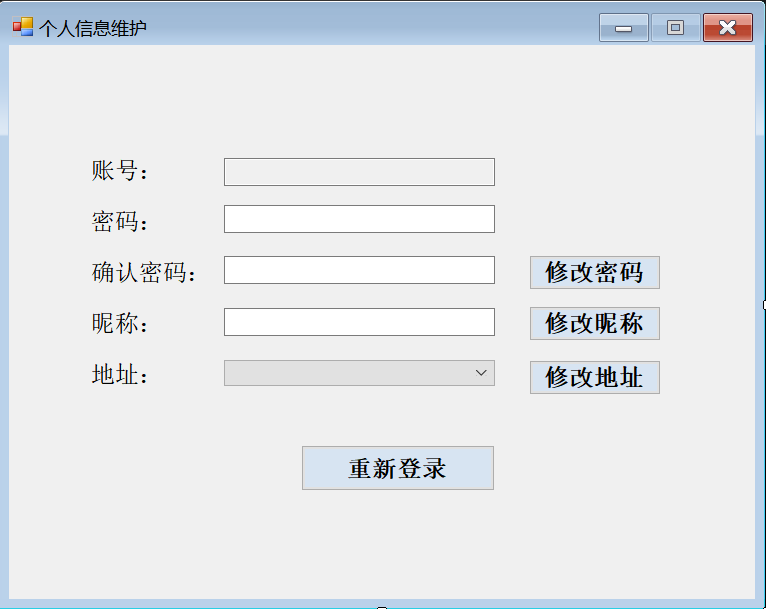 个人信息维护
账号：
密码：
确认密码：
修改密码
昵称：
修改昵称
地址：
修改地址
重新登录